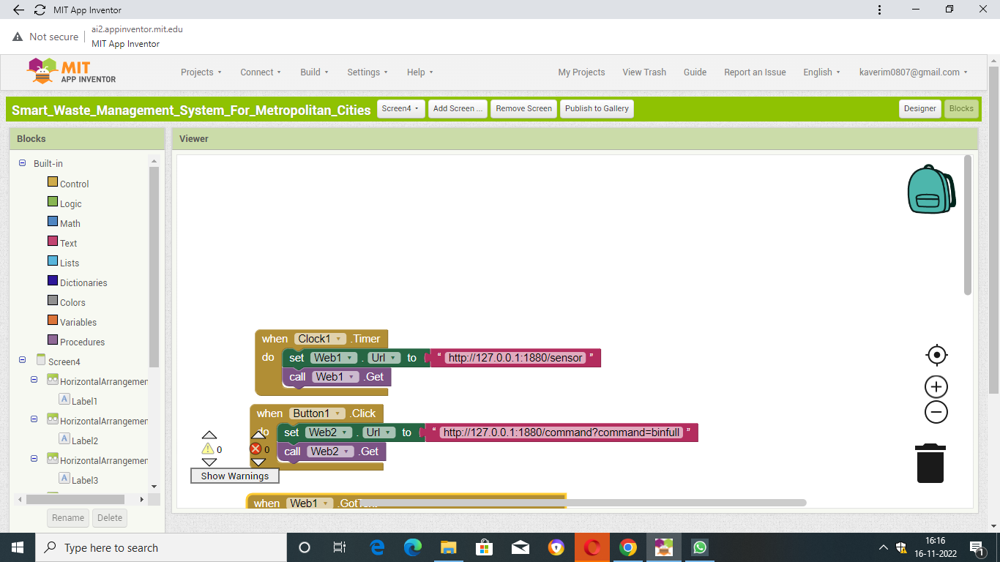 MIT App Inventor
Not secure
ai2.appinventor.mit.edu
MIT App Inventor
MIT
APP INVENTOR
Projects Connect Build Settings Help My Projects View Trash Guide Report an Issue English kaverim0807@gmail.com
Smart_Waste_Management_System_For_Metropolitan_Cities Screen4 Add Screen ... Remove Screen Publish to Gallery Designer Blocks
Blocks
Viewer
Built-in
Control
Logic
Math
Text
Lists
Dictionaries
Colors
Variables
Procedures
Screen4
HorizontalArrangemen
A Label1
HorizontalArrangemen
A Label2
HorizontalArrangemen
A Label3
Rename Delete
when Clock1 .Timer
do set Web1 . Url to “ http://127.0.0.1:1880/sensor ”
call Web1 .Get
when Button1 .Click
do set Web2 . Url to “ http://127.0.0.1:1880/command?command=binfull ”
call Web2 .Get
0 0
Show Warnings
when Web1 .GotText
Type here to search
16:16
16-11-2022
1